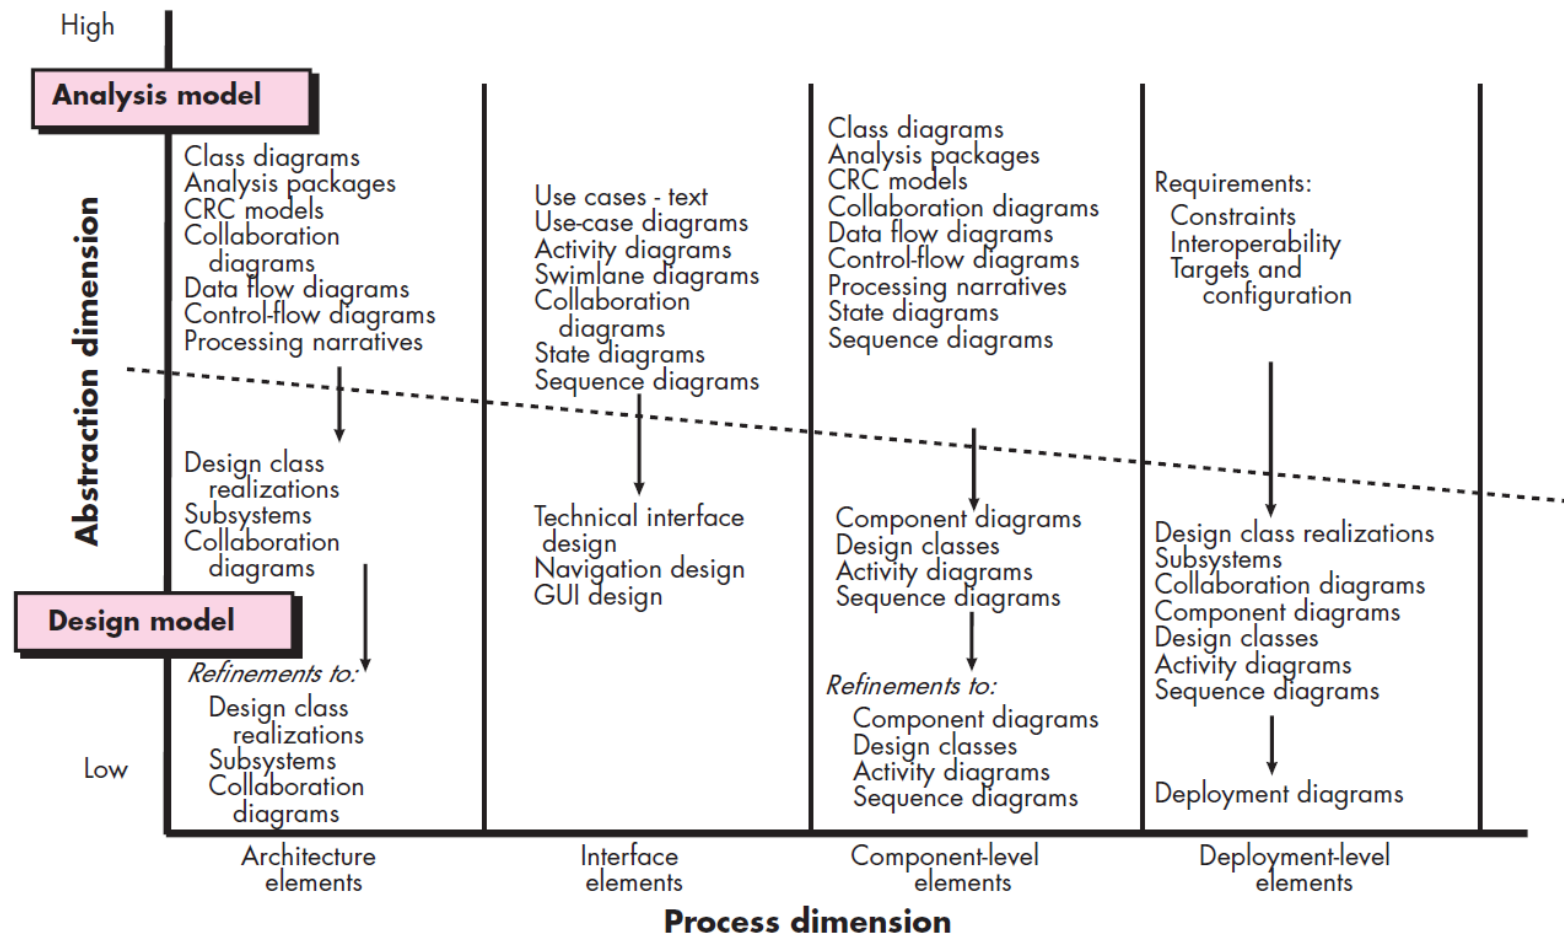 High
Analysis model
Abstraction dimension
Design model
Low
Class diagrams
Analysis packages
CRC models
Collaboration
diagrams
Data flow diagrams
Control-flow diagrams
Processing narratives
Design class
realizations
Subsystems
Collaboration
diagrams
Refinements to:
Design class
realizations
Subsystems
Collaboration
diagrams
Architecture
elements
Use cases - text
Use-case diagrams
Activity diagrams
Swimlane diagrams
Collaboration
diagrams
State diagrams
Sequence diagrams
Technical interface
design
Navigation design
GUI design
Interface
elements
Class diagrams
Analysis packages
CRC models
Collaboration diagrams
Data flow diagrams
Control-flow diagrams
Processing narratives
State diagrams
Sequence diagrams
Component diagrams
Design classes
Activity diagrams
Sequence diagrams
Refinements to:
Component diagrams
Design classes
Activity diagrams
Sequence diagrams
Component-level
elements
Requirements:
Constraints
Interoperability
Targets and
configuration
Design class realizations
Subsystems
Collaboration diagrams
Component diagrams
Design classes
Activity diagrams
Sequence diagrams
Deployment diagrams
Deployment-level
elements
Process dimension